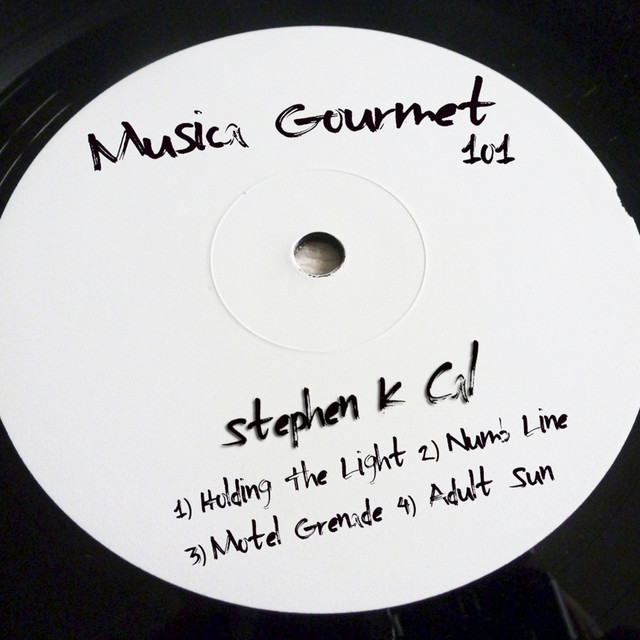 Musica Gourmet
101
Stephen K Cal
1) Holding the Light 2) Numb Line
3) Motel Grenade 4) Adult Sun